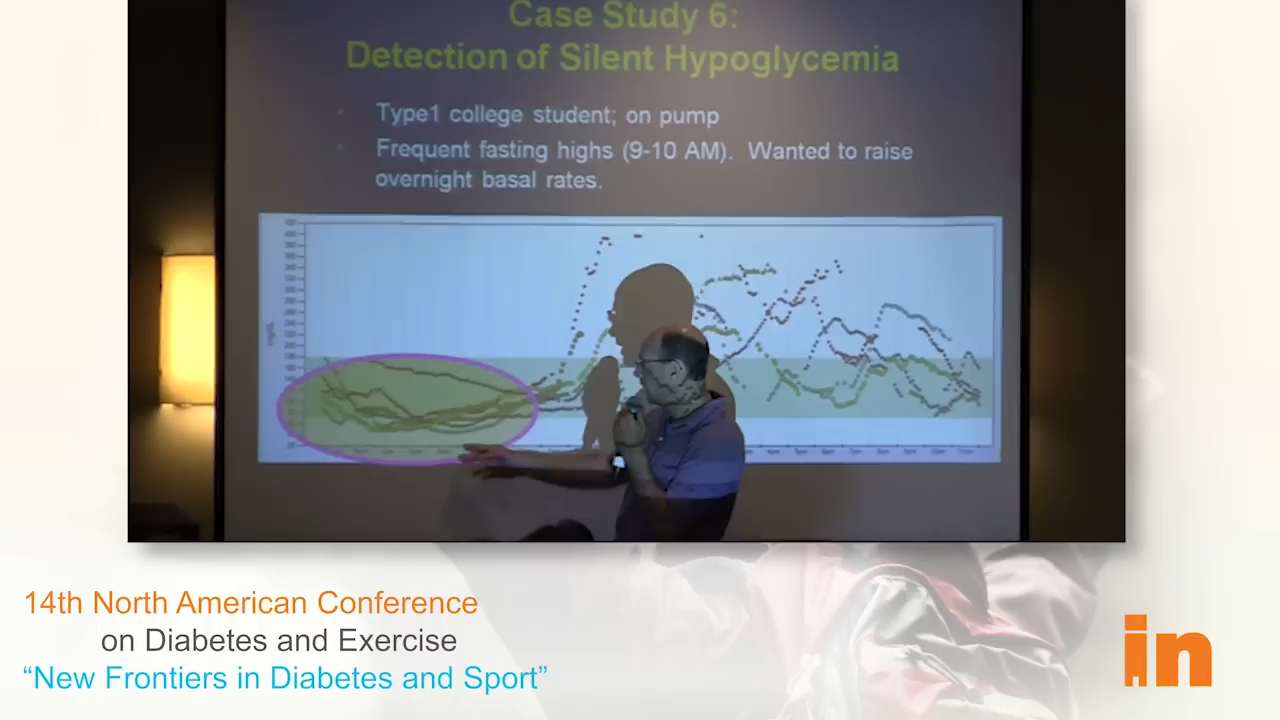 Case Study 6:
Detection of Silent Hypoglycemia
Type1 college student; on pump
Frequent fasting highs (9-10 AM). Wanted to raise
overnight basal rates.
14th North American Conference
on Diabetes and Exercise
“New Frontiers in Diabetes and Sport”
in